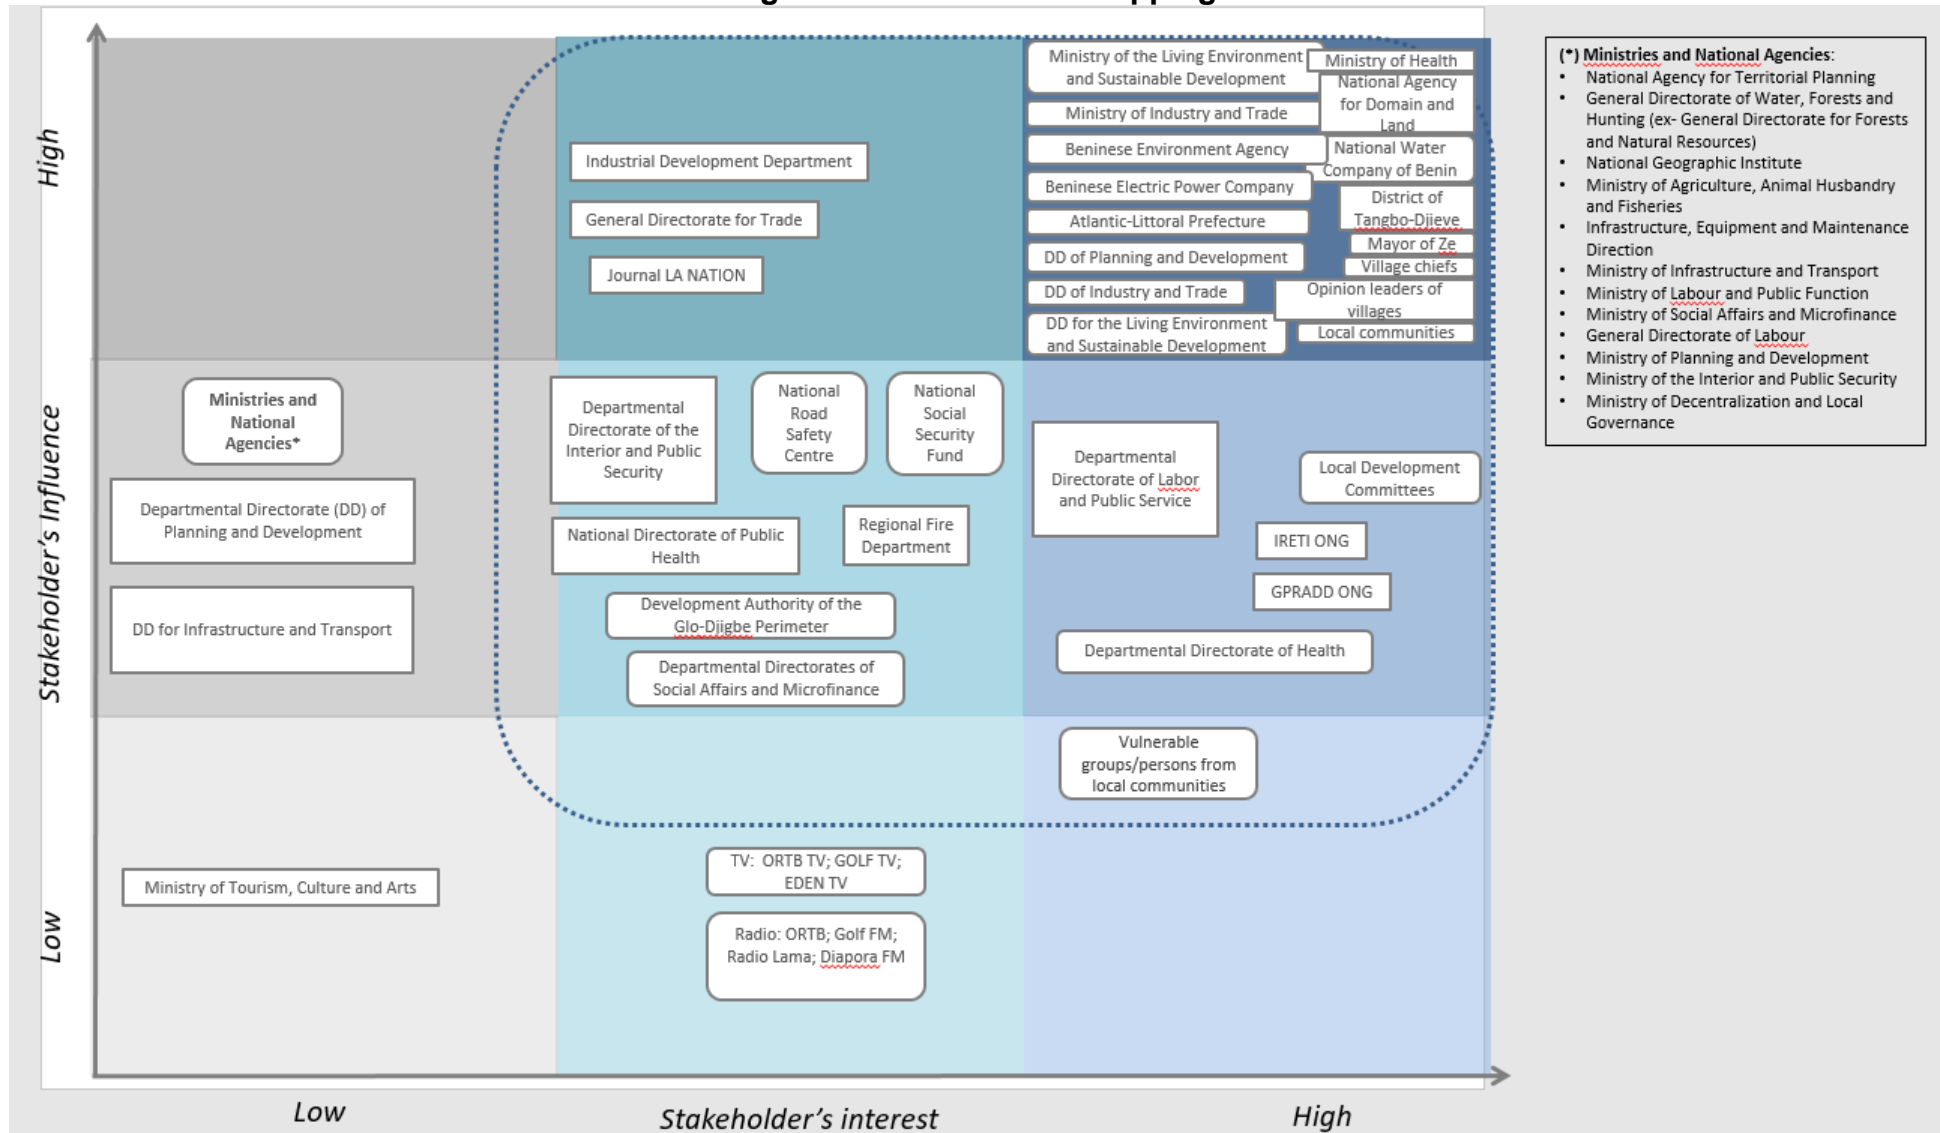 High
Stakeholder's Influence
Low
Low
Stakeholder's interest
High
Industrial Development Department
General Directorate for Trade
Journal LA NATION
Ministry of the Living Environment
and Sustainable Development
Ministry of Industry and Trade
Beninese Environment Agency
Beninese Electric Power Company
Atlantic-Littoral Prefecture
DD of Planning and Development
DD of Industry and Trade
DD for the Living Environment
and Sustainable Development
Ministry of Health
National Agency
for Domain and
Land
National Water
Company of Benin
District of
Tangbo-Djieve
Mayor of Ze
Village chiefs
Opinion leaders of
villages
Local communities
Ministries and
National
Agencies*
Departmental Directorate (DD) of
Planning and Development
DD for Infrastructure and Transport
Departmental
Directorate of the
Interior and Public
Security
National
Road
Safety
Centre
National
Social
Security
Fund
National Directorate of Public
Health
Regional Fire
Department
Development Authority of the
Glo-Djigbe Perimeter
Departmental Directorates of
Social Affairs and Microfinance
Departmental
Directorate of Labor
and Public Service
Local Development
Committees
IRETI ONG
GPRADD ONG
Departmental Directorate of Health
Vulnerable
groups/persons from
local communities
Ministry of Tourism, Culture and Arts
TV: ORTB TV; GOLF TV;
EDEN TV
Radio: ORTB; Golf FM;
Radio Lama; Diapora FM
(*) Ministries and National Agencies:
• National Agency for Territorial Planning
• General Directorate of Water, Forests and
Hunting (ex- General Directorate for Forests
and Natural Resources)
• National Geographic Institute
• Ministry of Agriculture, Animal Husbandry
and Fisheries
• Infrastructure, Equipment and Maintenance
Direction
• Ministry of Infrastructure and Transport
• Ministry of Labour and Public Function
• Ministry of Social Affairs and Microfinance
• General Directorate of Labour
• Ministry of Planning and Development
• Ministry of the Interior and Public Security
• Ministry of Decentralization and Local
Governance